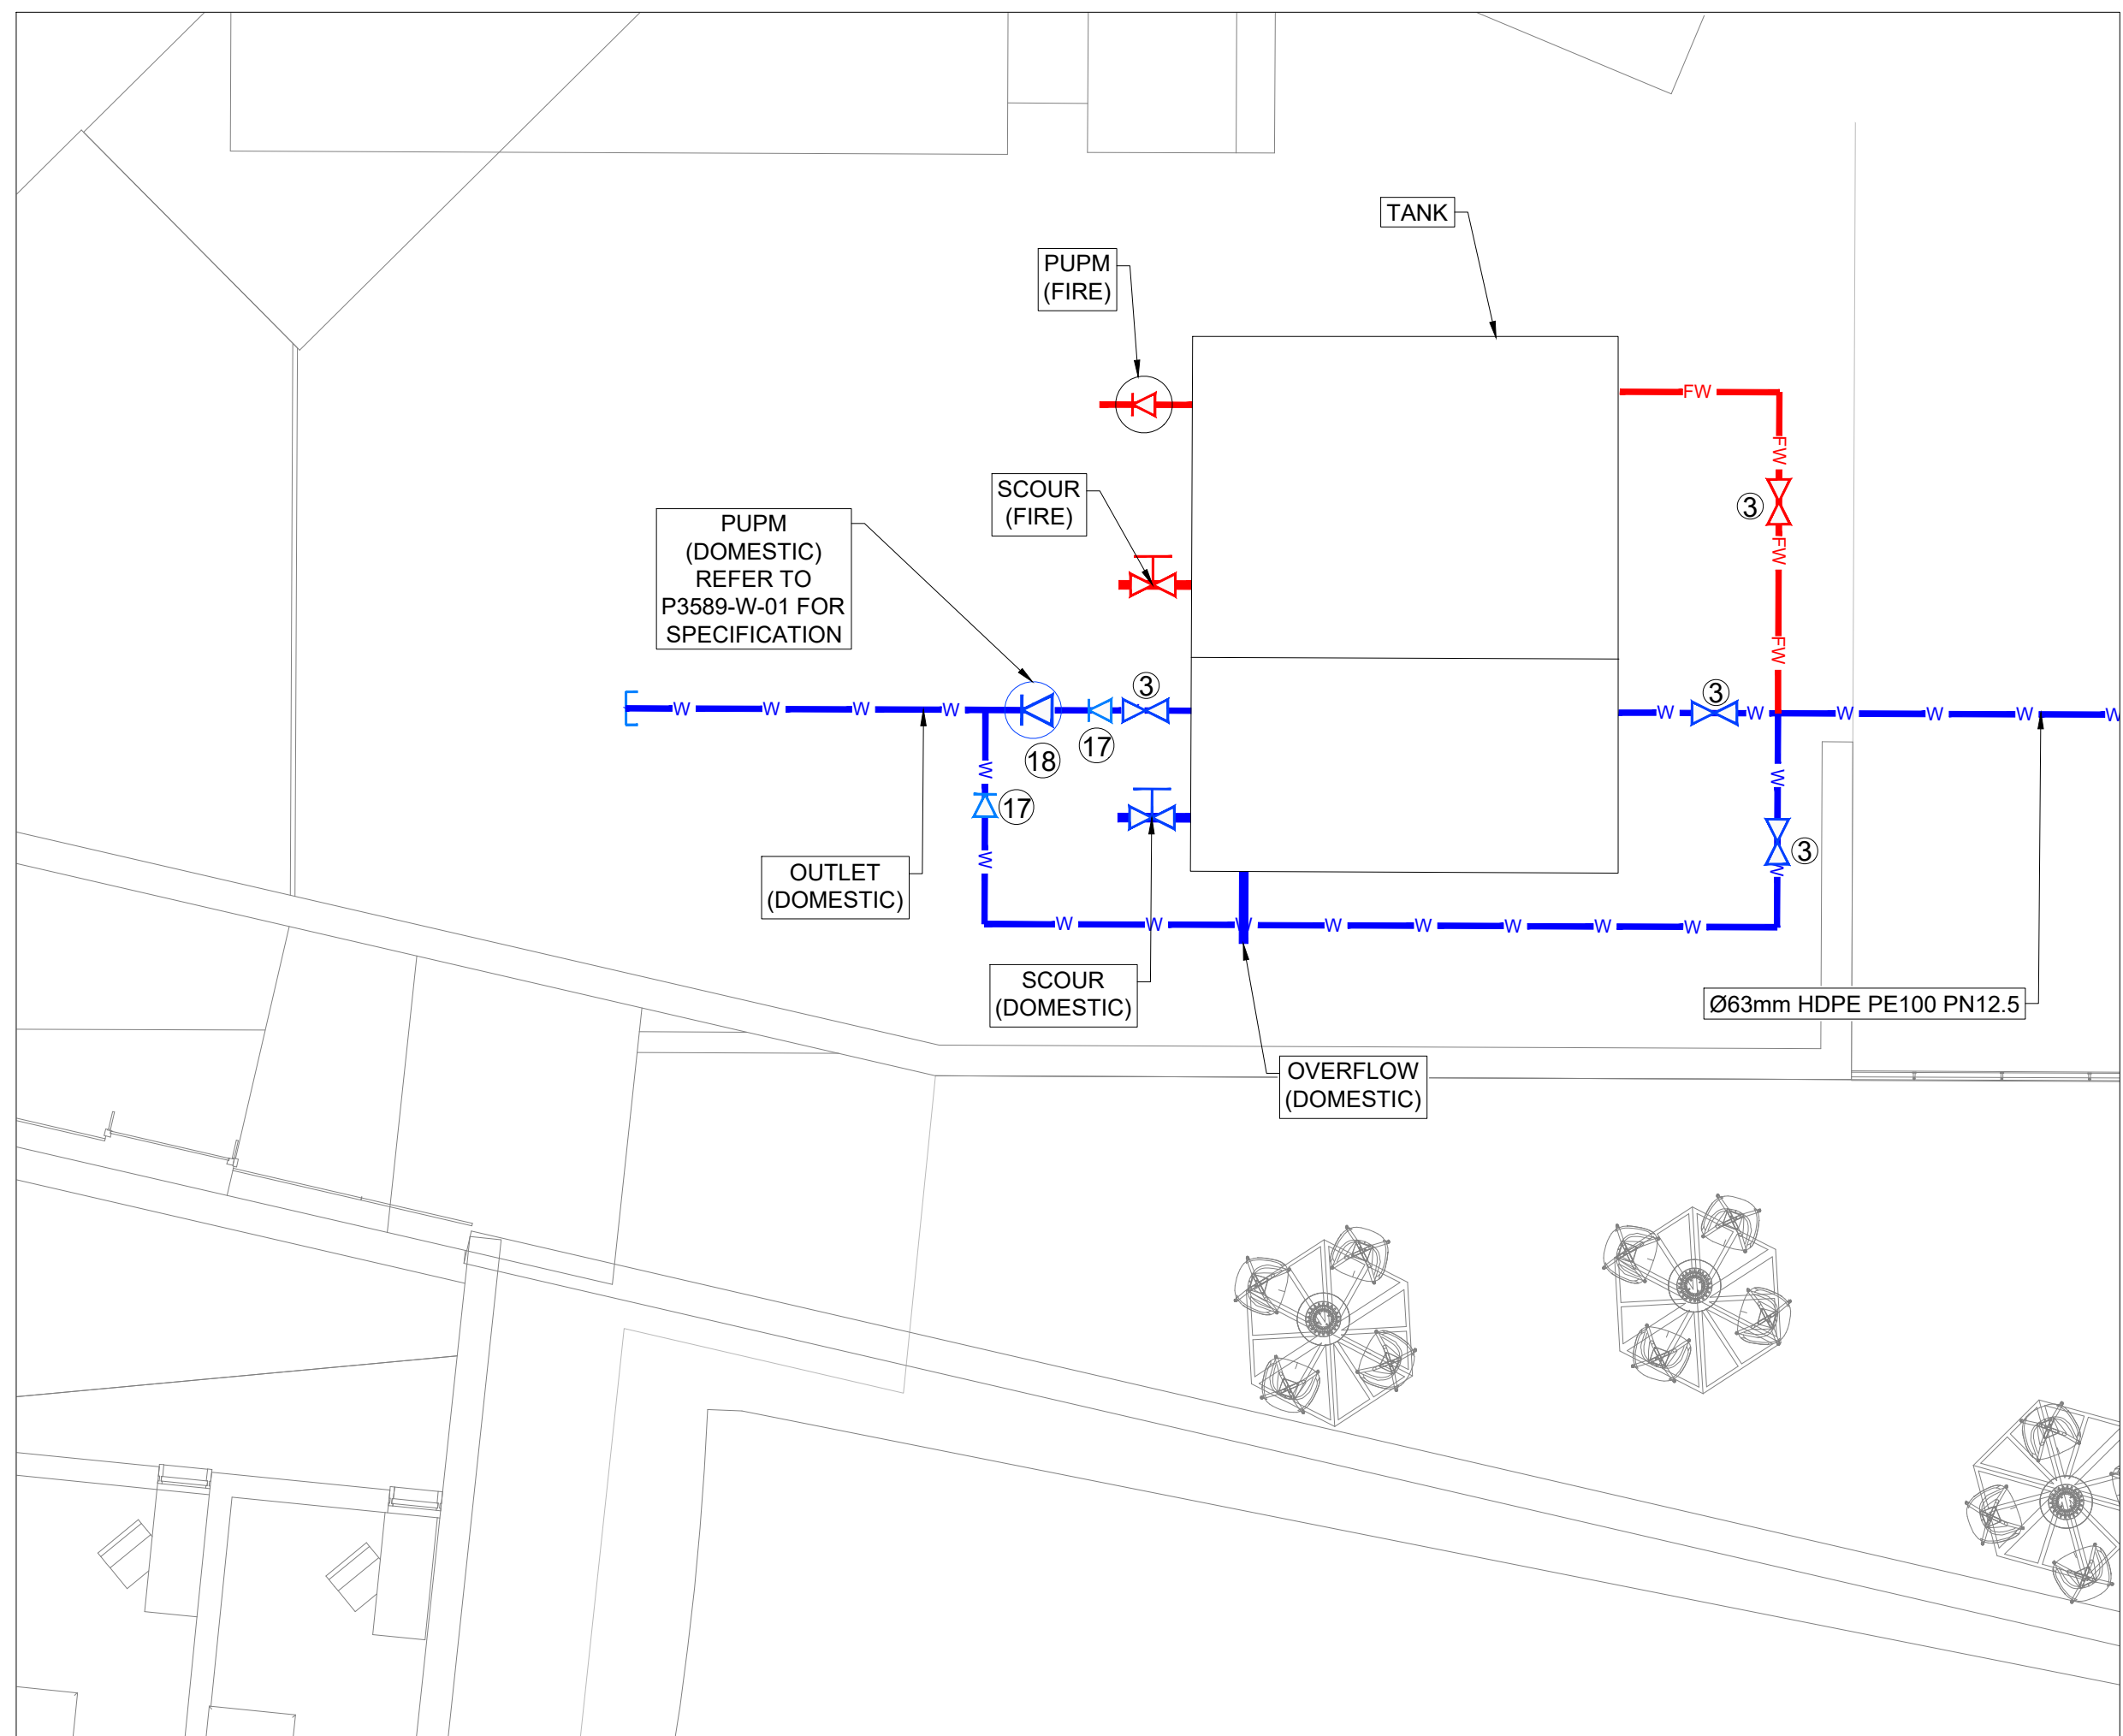 TANK
PUPM
(FIRE)
FW
FW
SCOUR
(FIRE)
3
PUPM
(DOMESTIC)
REFER TO
P3589-W-01 FOR
SPECIFICATION
FW
FW
3
3
W
W
W
W
W
W
W
W
W
W
18
17
W
W
17
3
W
W
OUTLET
(DOMESTIC)
W
W
W
W
W
W
W
W
SCOUR
(DOMESTIC)
Ø63mm HDPE PE100 PN12.5
OVERFLOW
(DOMESTIC)